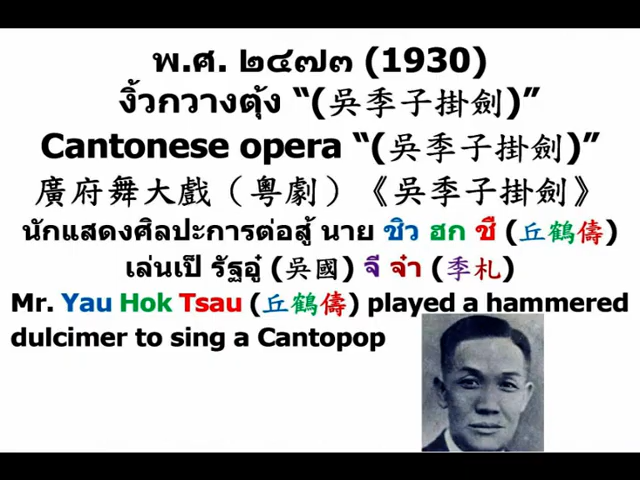 พ.ศ. ๒๔๗๓ (1930)
งิ้วกวางตุ้ง “(吳季子掛劍)”
Cantonese opera “(吳季子掛劍)”
廣府舞大戲（粵劇）《吳季子掛劍》
นักแสดงศิลปะการต่อสู้ นาย ชิว ฮก ชี (丘鶴儔)
เล่นเป็ รัฐอู๋ (吳國) จี จ๋า (季札)
Mr. Yau Hok Tsau (丘鶴儔) played a hammered
dulcimer to sing a Cantopop